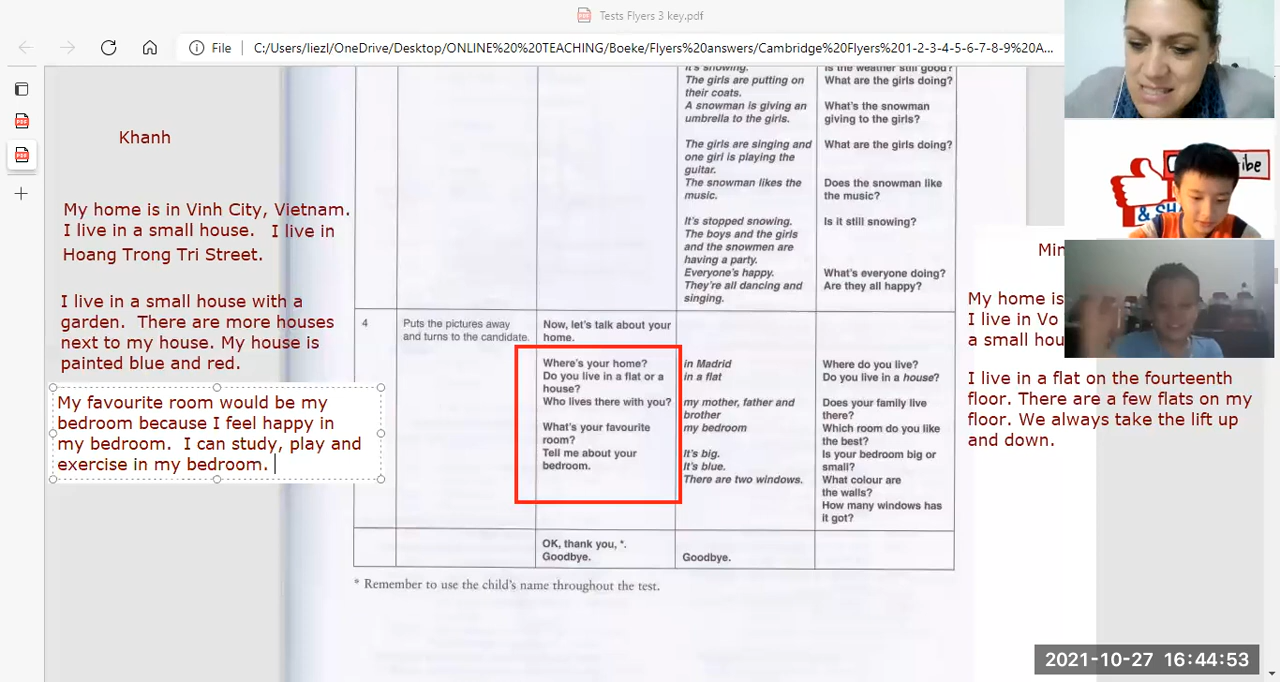 Tests Flyers 3 key.pdf
File
C:/Users/liezl/OneDrive/Desktop/ONLINE%20%20TEACHING/Boeke/Flyers%20answers/Cambridge%20Flyers%201-2-3-4-5-6-7-8-9%20A...
Khanh
My home is in Vinh City, Vietnam.
I live in a small house. I live in
Hoang Trong Tri Street.
I live in a small house with a
garden. There are more houses
next to my house. My house is
painted blue and red.
My favourite room would be my
bedroom because I feel happy in
my bedroom. I can study, play and
exercise in my bedroom.
It's snowing. Is the weather still good?
The girls are putting on What are the girls doing?
their coats.
A snowman is giving an What's the snowman
umbrella to the girls. giving to the girls?
The girls are singing and What are the girls doing?
one girl is playing the
guitar.
The snowman likes the Does the snowman like
music. the music?
It's stopped snowing. Is it still snowing?
The boys and the girls
and the snowmen are
having a party.
Everyone's happy. What's everyone doing?
They're all dancing and Are they all happy?
singing.
4 Puts the pictures away Now, let's talk about your
and turns to the candidate. home.
Where's your home? in Madrid Where do you live?
Do you live in a flat or a in a flat Do you live in a house?
house?
Who lives there with you? my mother, father and Does your family live
brother there?
What's your favourite my bedroom Which room do you like
room? the best?
Tell me about your It's big. Is your bedroom big or
bedroom. It's blue. small?
There are two windows. What colour are
the walls?
How many windows has
it got?
OK, thank you, *.
Goodbye. Goodbye.
* Remember to use the child's name throughout the test.
Min
My home is
I live in Vo
a small hou
I live in a flat on the fourteenth
floor. There are a few flats on my
floor. We always take the lift up
and down.
2021-10-27 16:44:53